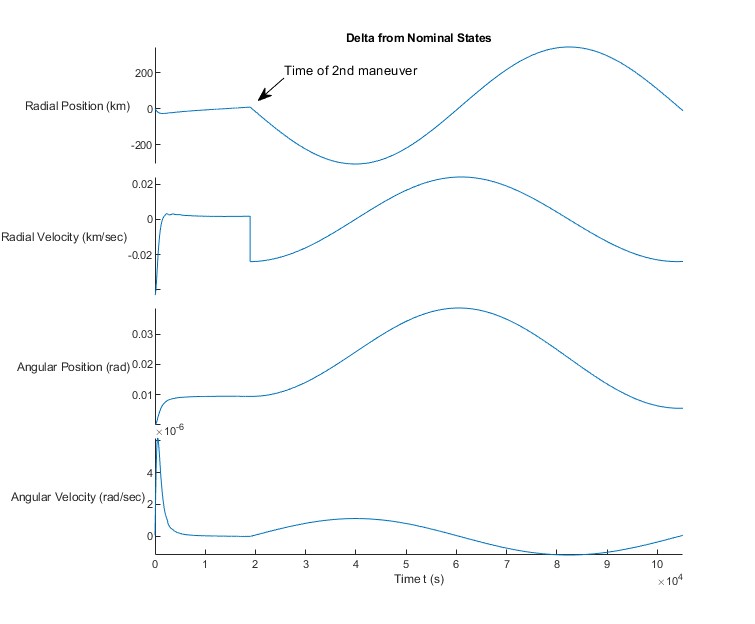 Delta from Nominal States
Time of 2nd maneuver
200
Radial Position (km)
0
-200
0.02
0
Radial Velocity (km/sec)
-0.02
0.03
Angular Position (rad)
0.02
0.01
×10-6
4
Angular Velocity (rad/sec)
2
0
0 1 2 3 4 5 6 7 8 9 10
Time t (s)
×10^4